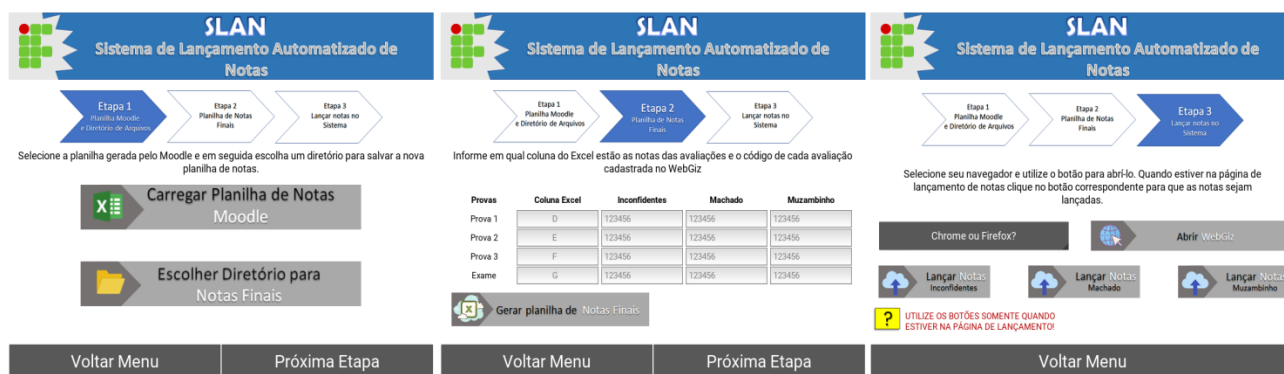 SLAN
Sistema de Lançamento Automatizado de
Notas
Etapa 1
Planilha Moodle
e Diretório de Arquivos
Etapa 2
Planilha de Notas
Finais
Etapa 3
Lançar notas no
Sistema
Selecione a planilha gerada pelo Moodle e em seguida escolha um diretório para salvar a nova
planilha de notas.
Carregar Planilha de Notas
Moodle
Escolher Diretório para
Notas Finais
Voltar Menu
Próxima Etapa
SLAN
Sistema de Lançamento Automatizado de
Notas
Etapa 1
Planilha Moodle
e Diretório de Arquivos
Etapa 2
Planilha de Notas
Finais
Etapa 3
Lançar notas no
Sistema
Informe em qual coluna do Excel estão as notas das avaliações e o código de cada avaliação
cadastrada no WebGiz
Provas Coluna Excel Inconfidentes Machado Muzambinho
Prova 1 D 123456 123456 123456
Prova 2 E 123456 123456 123456
Prova 3 F 123456 123456 123456
Exame G 123456 123456 123456
Gerar planilha de Notas Finais
Voltar Menu
Próxima Etapa
SLAN
Sistema de Lançamento Automatizado de
Notas
Etapa 1
Planilha Moodle
e Diretório de Arquivos
Etapa 2
Planilha de Notas
Finais
Etapa 3
Lançar notas no
Sistema
Selecione seu navegador e utilize o botão para abrí-lo. Quando estiver na página de
lançamento de notas clique no botão correspondente para que as notas sejam
lançadas.
Chrome ou Firefox?
Abrir WebGiz
Lançar Notas
Inconfidentes
Lançar Notas
Machado
Lançar Notas
Muzambinho
?
UTILIZE OS BOTÕES SOMENTE QUANDO
ESTIVER NA PÁGINA DE LANÇAMENTO!
Voltar Menu